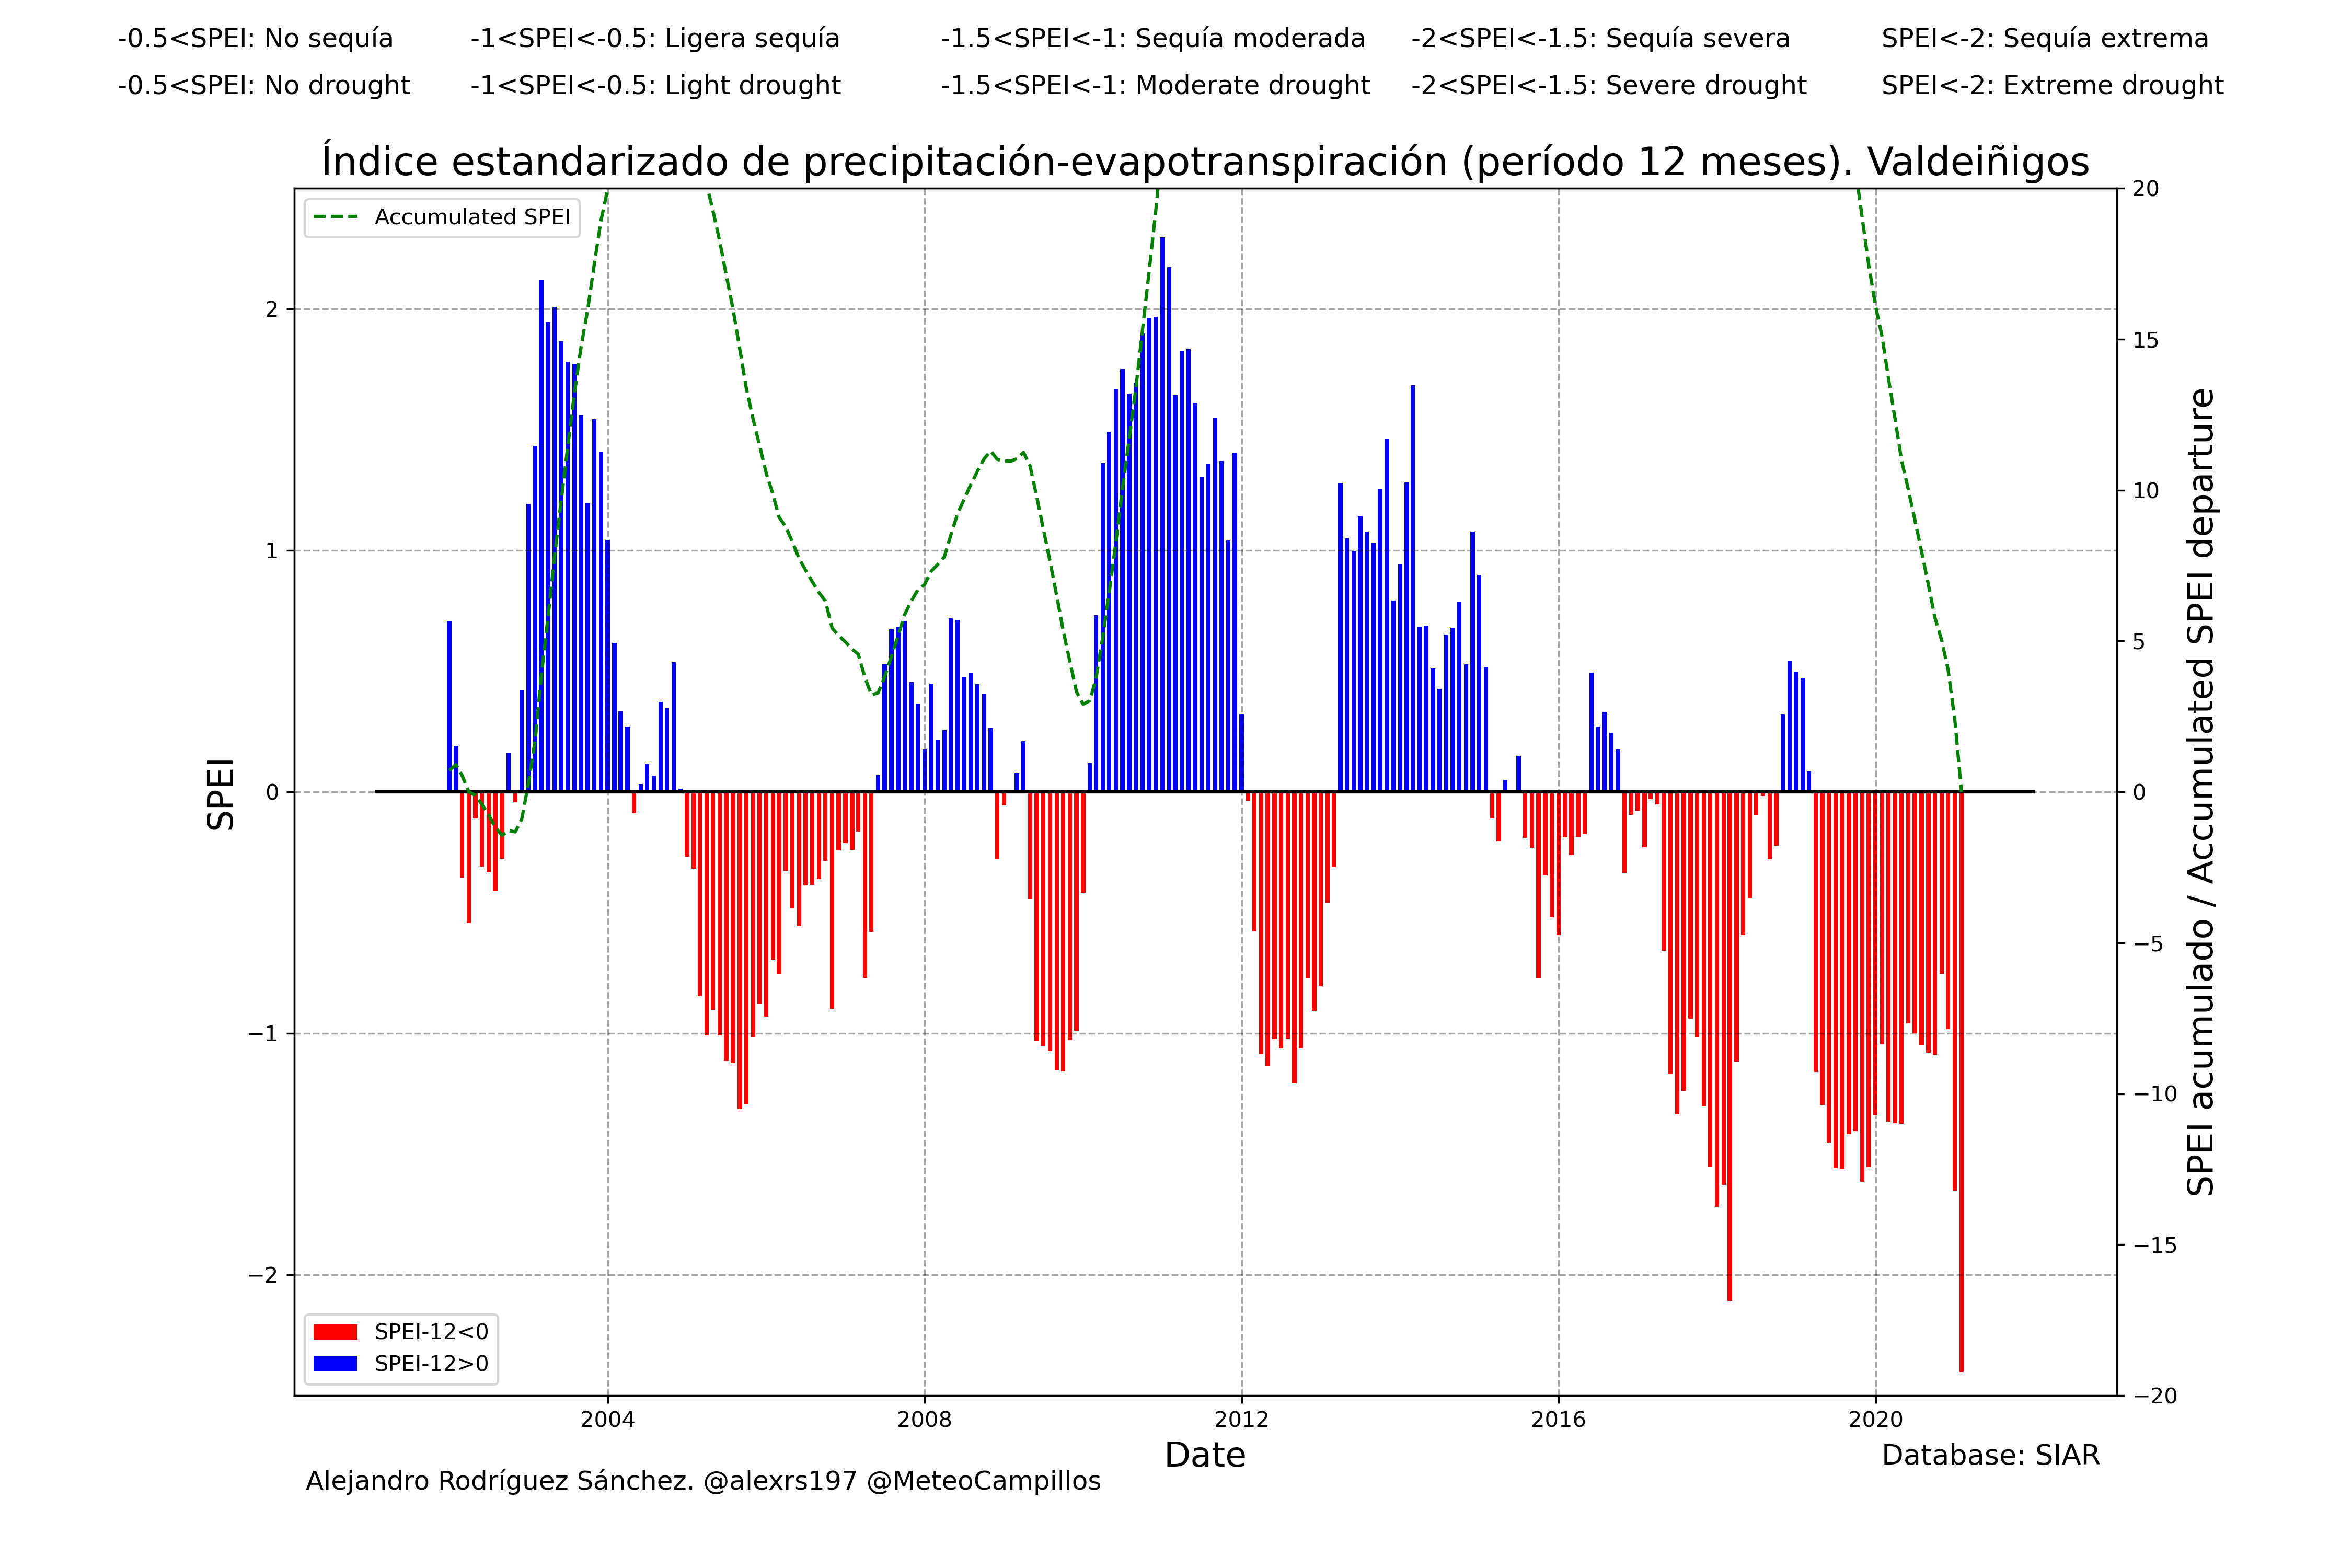 -0.5<SPEI: No sequía -1<SPEI<-0.5: Ligera sequía -1.5<SPEI<-1: Sequía moderada -2<SPEI<-1.5: Sequía severa SPEI<-2: Sequía extrema
-0.5<SPEI: No drought -1<SPEI<-0.5: Light drought -1.5<SPEI<-1: Moderate drought -2<SPEI<-1.5: Severe drought SPEI<-2: Extreme drought
Índice estandarizado de precipitación-evapotranspiración (período 12 meses). Valdeiñigos
Accumulated SPEI
SPEI
2
1
0
−1
−2
20
15
10
5
0
−5
−10
−15
−20
SPEI acumulado / Accumulated SPEI departure
SPEI-12<0
SPEI-12>0
2004 2008 2012 2016 2020
Date
Database: SIAR
Alejandro Rodríguez Sánchez. @alexrs197 @MeteoCampillos